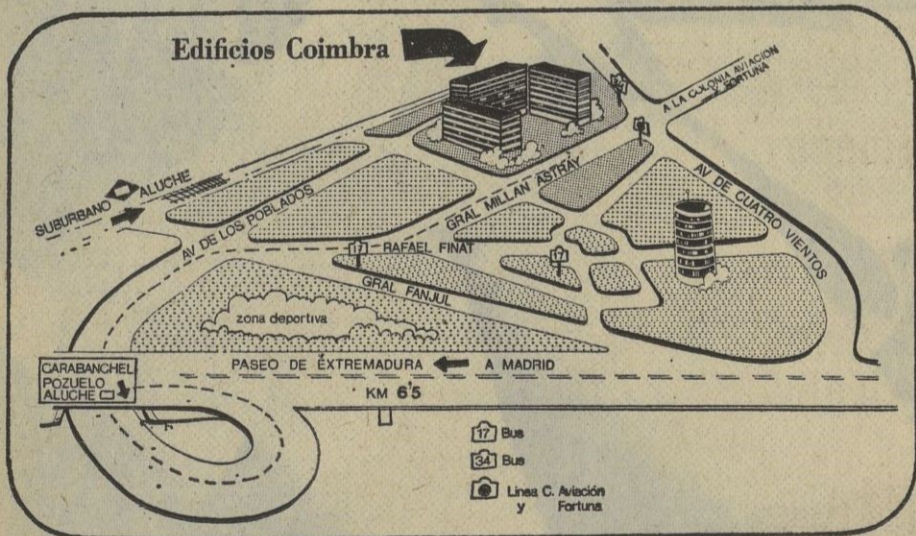 Edificios Coimbra
A LA COLONIA AVIACION
Y FORTUNA
SUBURBANO ALUCHE
AV DE LOS POBLADOS
GRAL MILLAN ASTRAY
AV DE CUATRO VIENTOS
17
RAFAEL FINAT
17
GRAL FANJUL
zona deportiva
CARABANCHEL
POZUELO
ALUCHE
PASEO DE EXTREMADURA
A MADRID
KM 6'5
17 Bus
34 Bus
Linea C. Aviación
y Fortuna